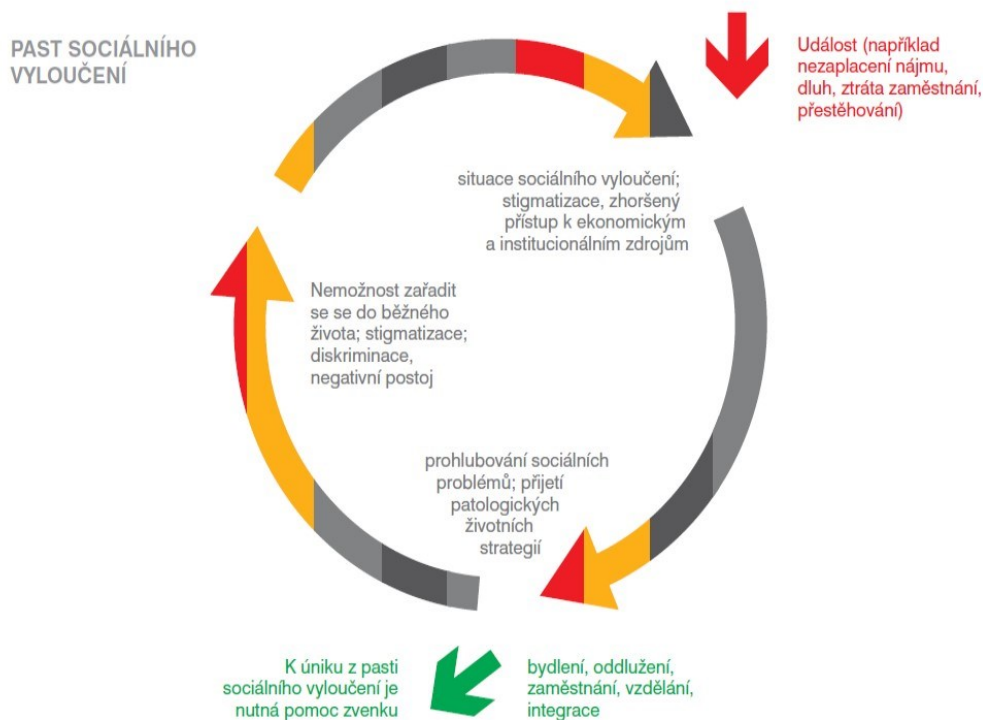 PAST SOCIÁLNÍHO
VYLOUČENÍ
Událost (například
nezaplacení nájmu,
dluh, ztráta zaměstnání,
přestěhování)
situace sociálního vyloučení;
stigmatizace, zhoršený
přístup k ekonomickým
a institucionálním zdrojům
Nemožnost zařadit
se se do běžného
života; stigmatizace;
diskriminace,
negativní postoj
prohlubování sociálních
problémů; přijetí
patologických
životních
strategií
K úniku z pasti
sociálního vyloučení je
nutná pomoc zvenku
bydlení, oddlužení,
zaměstnání, vzdělání,
integrace